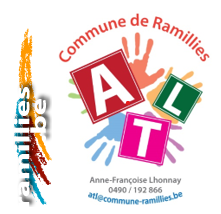 ramillies
.be
Commune de Ramillies
A
L
T
Anne-Françoise Lhonnay
0490 / 192 866
atl@commune-ramillies.be